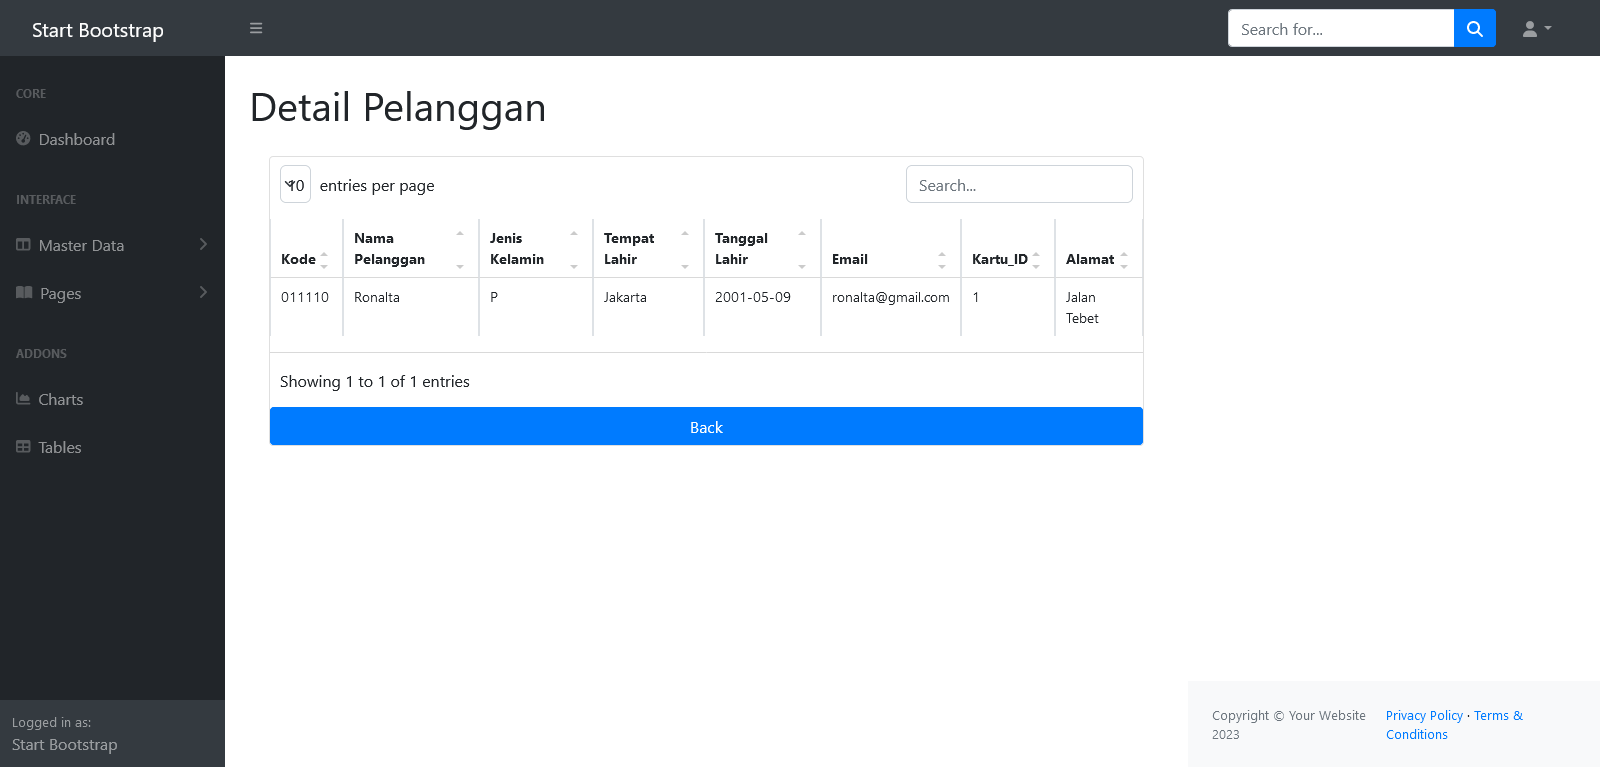 Start Bootstrap
Search for...
CORE
Dashboard
INTERFACE
Master Data
Pages
ADDONS
Charts
Tables
Logged in as:
Start Bootstrap
Detail Pelanggan
10 entries per page
Search...
Kode Nama Pelanggan Jenis Kelamin Tempat Lahir Tanggal Lahir Email Kartu_ID Alamat
011110 Ronalta P Jakarta 2001-05-09 ronalta@gmail.com 1 Jalan Tebet
Showing 1 to 1 of 1 entries
Back
Copyright © Your Website 2023
Privacy Policy · Terms & Conditions